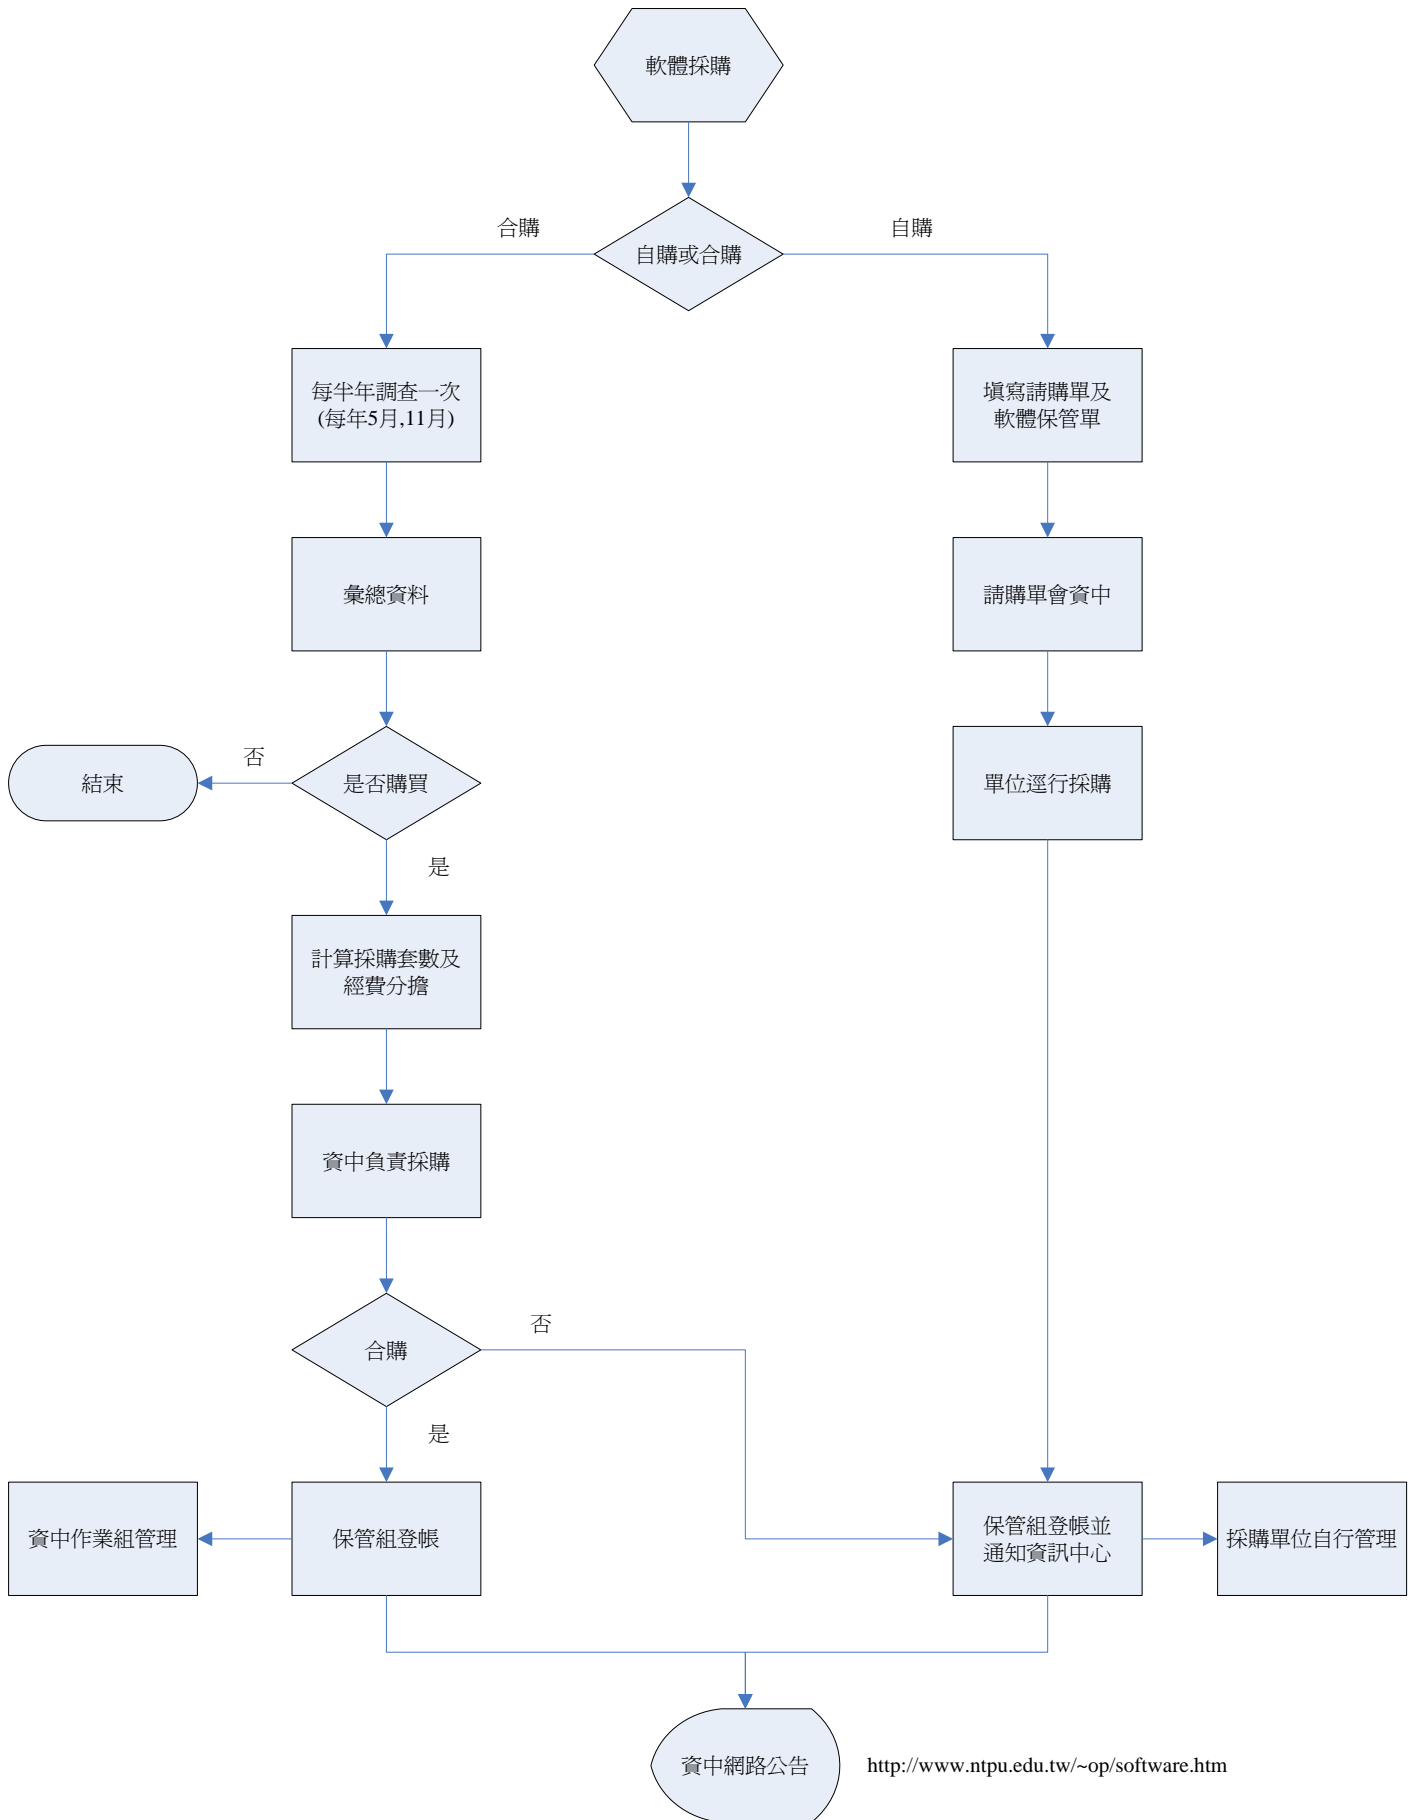 軟體採購
合購
自購
自購或合購
每半年調查一次
(每年5月,11月)
填寫請購單及
軟體保管單
彙總資料
請購單會資中
結束
否
是否購買
單位逕行採購
是
計算採購套數及
經費分擔
資中負責採購
合購
否
是
資中作業組管理
保管組登帳
保管組登帳並
通知資訊中心
採購單位自行管理
資中網路公告
http://www.ntpu.edu.tw/~op/software.htm